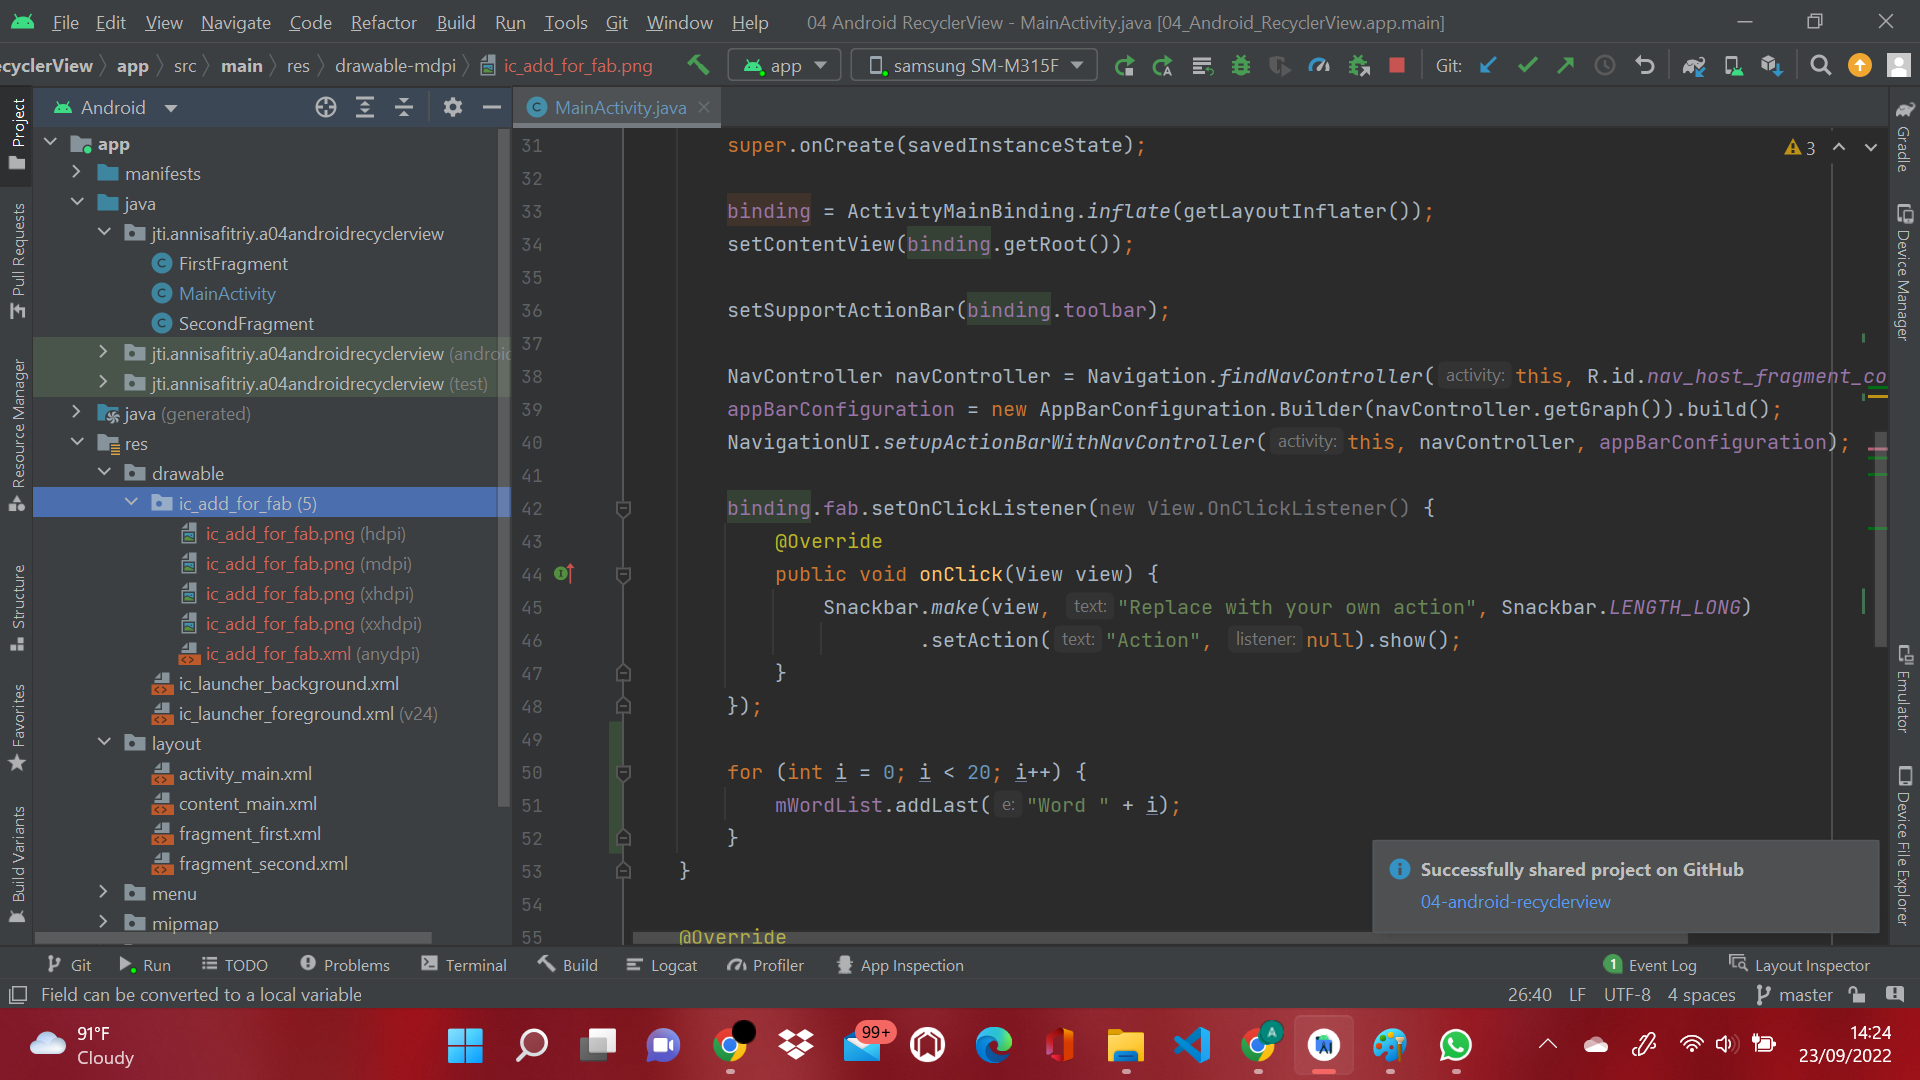 File Edit View Navigate Code Refactor Build Run Tools Git Window Help 04 Android RecyclerView - MainActivity.java [04_Android_RecyclerView.app.main]
cyclerView app src main res drawable-mdpi ic_add_for_fab.png app samsung SM-M315F Git:
Android MainActivity.java
Project
Pull Requests
Resource Manager
Structure
Favorites
Build Variants
app
manifests
java
jti.annisafitriy.a04androidrecyclerview
FirstFragment
MainActivity
SecondFragment
jti.annisafitriy.a04androidrecyclerview (androi
jti.annisafitriy.a04androidrecyclerview (test)
java (generated)
res
drawable
ic_add_for_fab (5)
ic_add_for_fab.png (hdpi)
ic_add_for_fab.png (mdpi)
ic_add_for_fab.png (xhdpi)
ic_add_for_fab.png (xxhdpi)
ic_add_for_fab.xml (anydpi)
ic_launcher_background.xml
ic_launcher_foreground.xml (v24)
layout
activity_main.xml
content_main.xml
fragment_first.xml
fragment_second.xml
menu
mipmap
3
31 super.onCreate(savedInstanceState);
32
33 binding = ActivityMainBinding.inflate(getLayoutInflater());
34 setContentView(binding.getRoot());
35
36 setSupportActionBar(binding.toolbar);
37
38 NavController navController = Navigation.findNavController( activity: this, R.id.nav_host_fragment_co
39 appBarConfiguration = new AppBarConfiguration.Builder(navController.getGraph()).build();
40 NavigationUI.setupActionBarWithNavController( activity: this, navController, appBarConfiguration);
41
42 binding.fab.setOnClickListener(new View.OnClickListener() {
43 @Override
44 public void onClick(View view) {
45 Snackbar.make(view, text: "Replace with your own action", Snackbar.LENGTH_LONG)
46 .setAction( text: "Action", listener: null).show();
47 }
48 });
49
50 for (int i = 0; i < 20; i++) {
51 mWordList.addLast( e: "Word " + i);
52 }
53 }
54
55 @Override
Successfully shared project on GitHub
04-android-recyclerview
Gradle
Device Manager
Emulator
Device File Explorer
Git Run TODO Problems Terminal Build Logcat Profiler App Inspection 1 Event Log Layout Inspector
Field can be converted to a local variable 26:40 LF UTF-8 4 spaces master
91°F
Cloudy
99+
A
14:24
23/09/2022